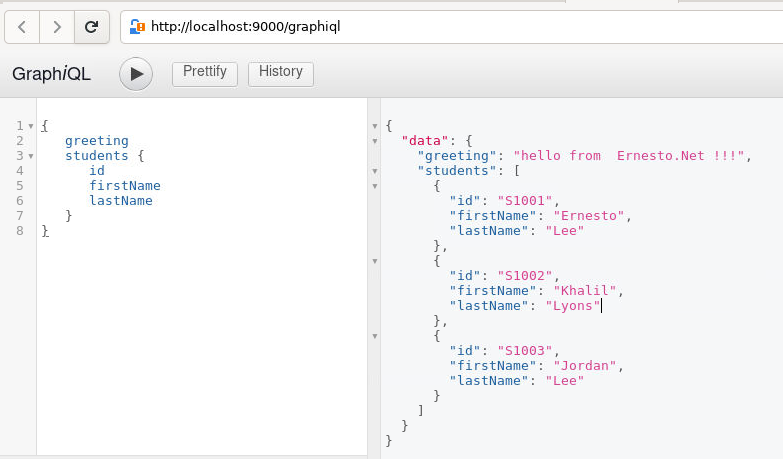 http://localhost:9000/graphiql
GraphiQL Prettify History
1 {
2 greeting
3 students {
4 id
5 firstName
6 lastName
7 }
8 }
{
"data": {
"greeting": "hello from  Ernesto.Net !!!",
"students": [
{
"id": "S1001",
"firstName": "Ernesto",
"lastName": "Lee"
},
{
"id": "S1002",
"firstName": "Khalil",
"lastName": "Lyons"
},
{
"id": "S1003",
"firstName": "Jordan",
"lastName": "Lee"
}
]
}
}